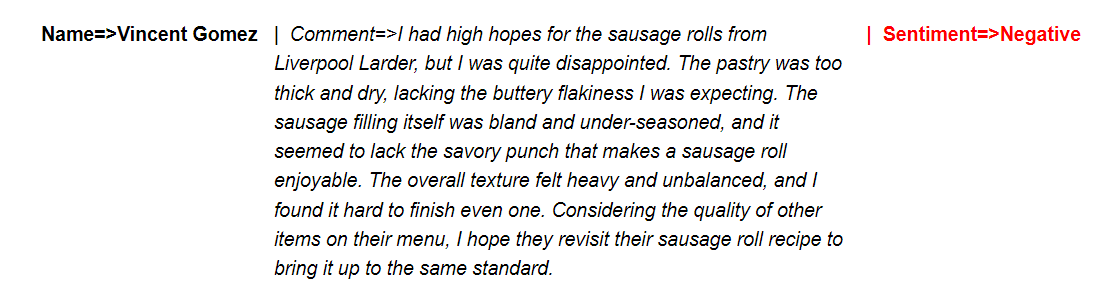 Name=>Vincent Gomez | Comment=>I had high hopes for the sausage rolls from | Sentiment=>Negative
Liverpool Larder, but I was quite disappointed. The pastry was too
thick and dry, lacking the buttery flakiness I was expecting. The
sausage filling itself was bland and under-seasoned, and it
seemed to lack the savory punch that makes a sausage roll
enjoyable. The overall texture felt heavy and unbalanced, and I
found it hard to finish even one. Considering the quality of other
items on their menu, I hope they revisit their sausage roll recipe to
bring it up to the same standard.